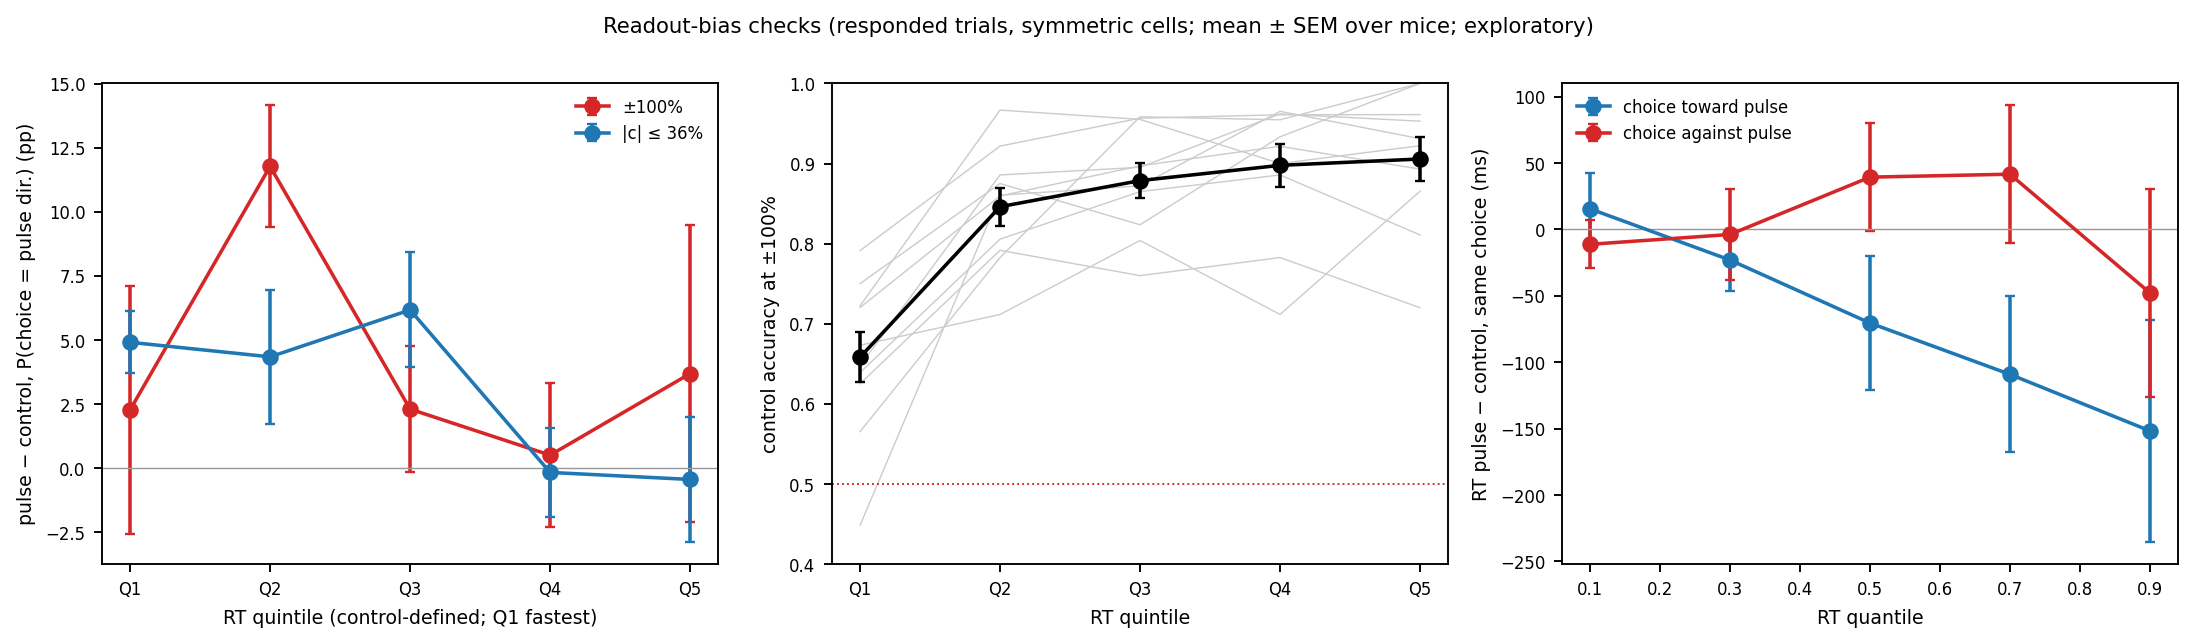 Readout-bias checks (responded trials, symmetric cells; mean ± SEM over mice; exploratory)
pulse − control, P(choice = pulse dir.) (pp)
15.0
12.5
10.0
7.5
5.0
2.5
0.0
−2.5
±100%
|c| ≤ 36%
Q1 Q2 Q3 Q4 Q5
RT quintile (control-defined; Q1 fastest)
control accuracy at ±100%
1.0
0.9
0.8
0.7
0.6
0.5
0.4
Q1 Q2 Q3 Q4 Q5
RT quintile
RT pulse − control, same choice (ms)
100
50
0
−50
−100
−150
−200
−250
choice toward pulse
choice against pulse
0.1 0.2 0.3 0.4 0.5 0.6 0.7 0.8 0.9
RT quantile